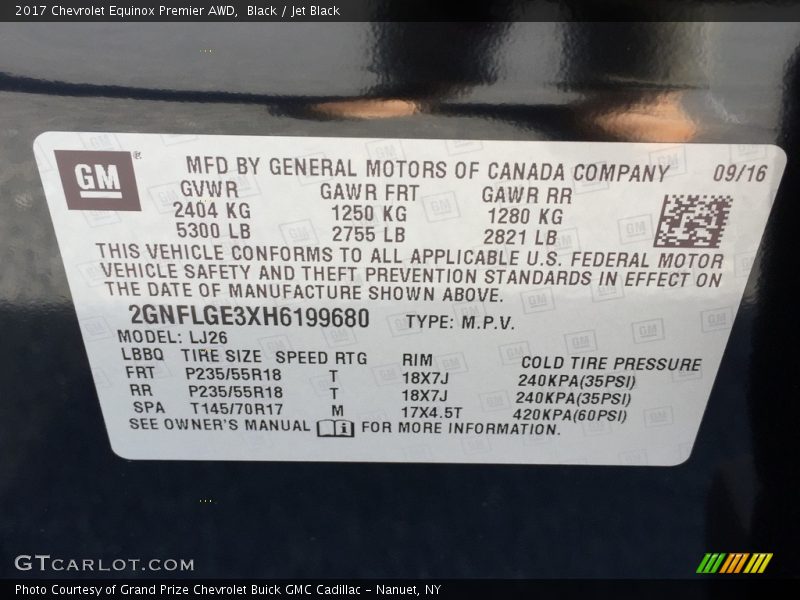 2017 Chevrolet Equinox Premier AWD, Black / Jet Black
GM MFD BY GENERAL MOTORS OF CANADA COMPANY 09/16
GVWR GAWR FRT GAWR RR
2404 KG 1250 KG 1280 KG
5300 LB 2755 LB 2821 LB
THIS VEHICLE CONFORMS TO ALL APPLICABLE U.S. FEDERAL MOTOR
VEHICLE SAFETY AND THEFT PREVENTION STANDARDS IN EFFECT ON
THE DATE OF MANUFACTURE SHOWN ABOVE.
2GNFLGE3XH6199680 TYPE: M.P.V.
MODEL: LJ26
LBBQ TIRE SIZE SPEED RTG RIM COLD TIRE PRESSURE
FRT P235/55R18 T 18X7J 240KPA(35PSI)
RR P235/55R18 T 18X7J 240KPA(35PSI)
SPA T145/70R17 M 17X4.5T 420KPA(60PSI)
SEE OWNER'S MANUAL FOR MORE INFORMATION.
GTCARLOT.COM
Photo Courtesy of Grand Prize Chevrolet Buick GMC Cadillac - Nanuet, NY